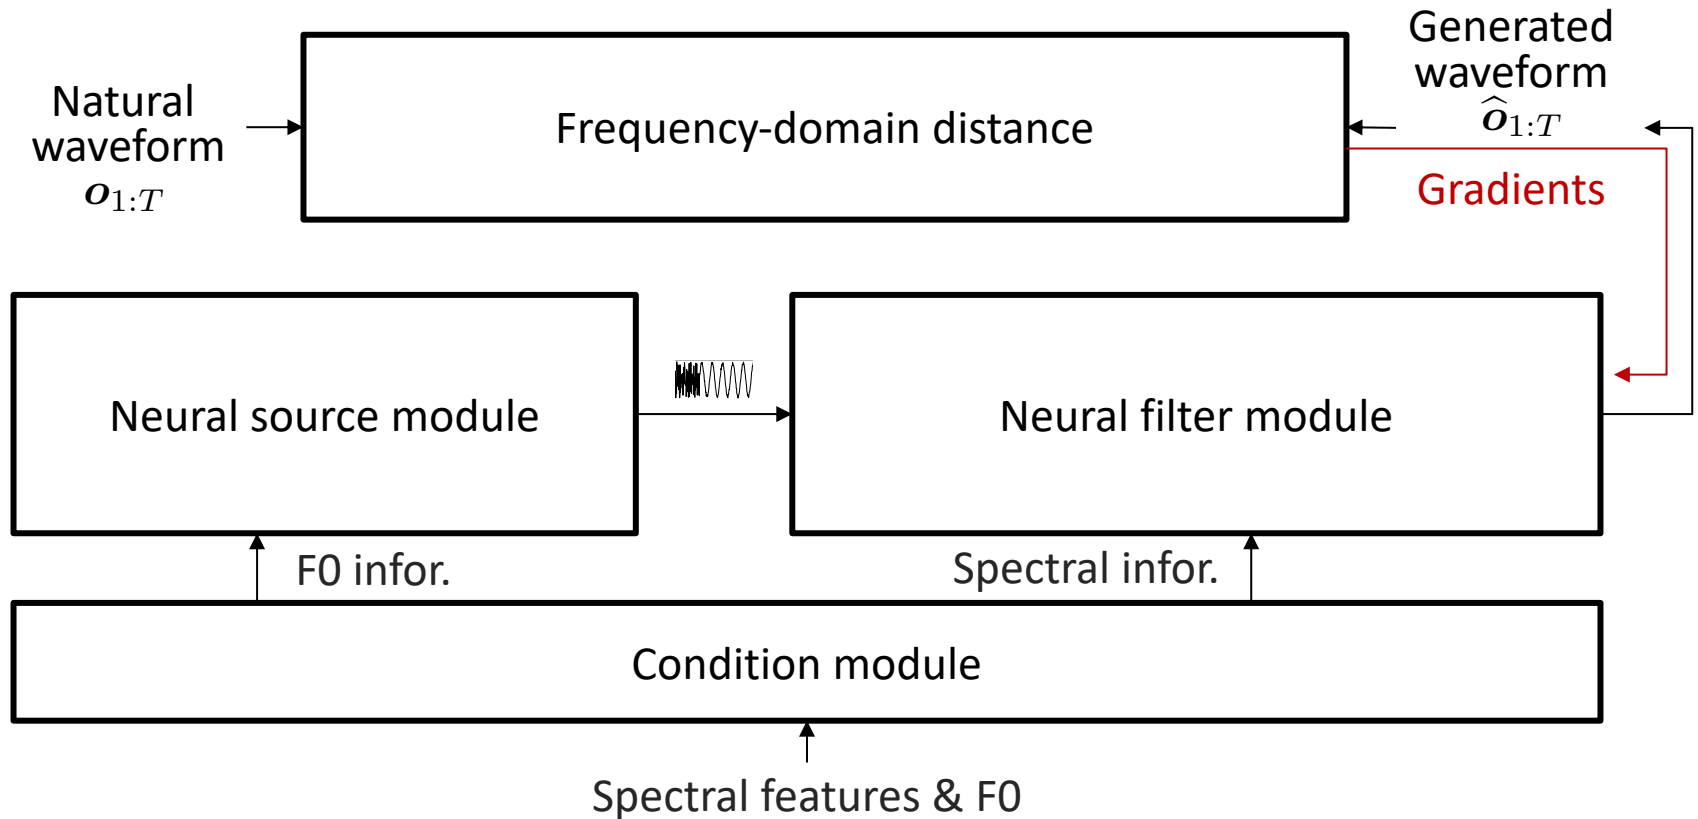 Generated
waveform
ô₁:T
Natural
waveform
o₁:T
Frequency-domain distance
Gradients
Neural source module
Neural filter module
F0 infor.
Spectral infor.
Condition module
Spectral features & F0